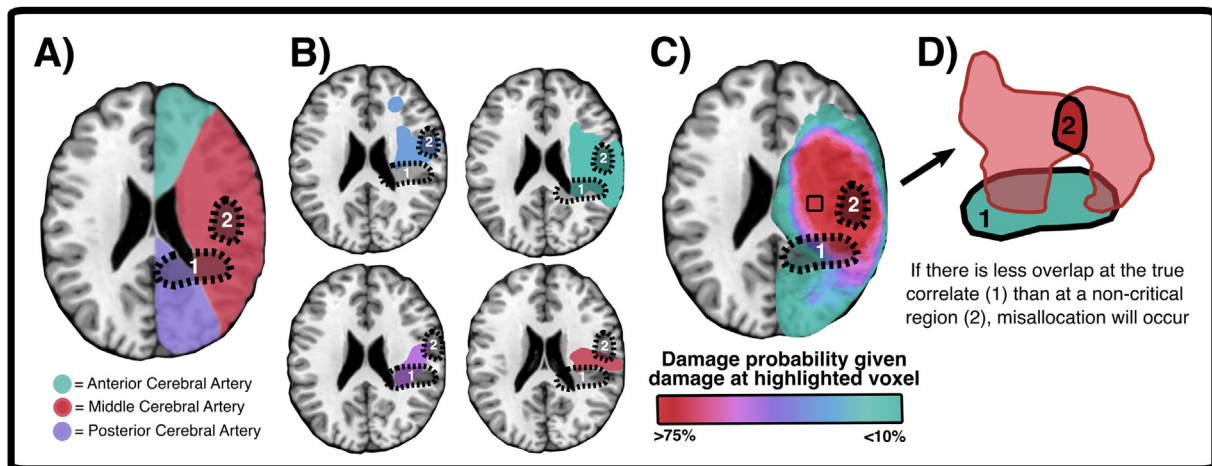 A)
2
1
= Anterior Cerebral Artery
= Middle Cerebral Artery
= Posterior Cerebral Artery
B)
2
1
2
1
2
1
2
1
C)
2
1
Damage probability given
damage at highlighted voxel
>75%
<10%
D)
2
1
If there is less overlap at the true
correlate (1) than at a non-critical
region (2), misallocation will occur